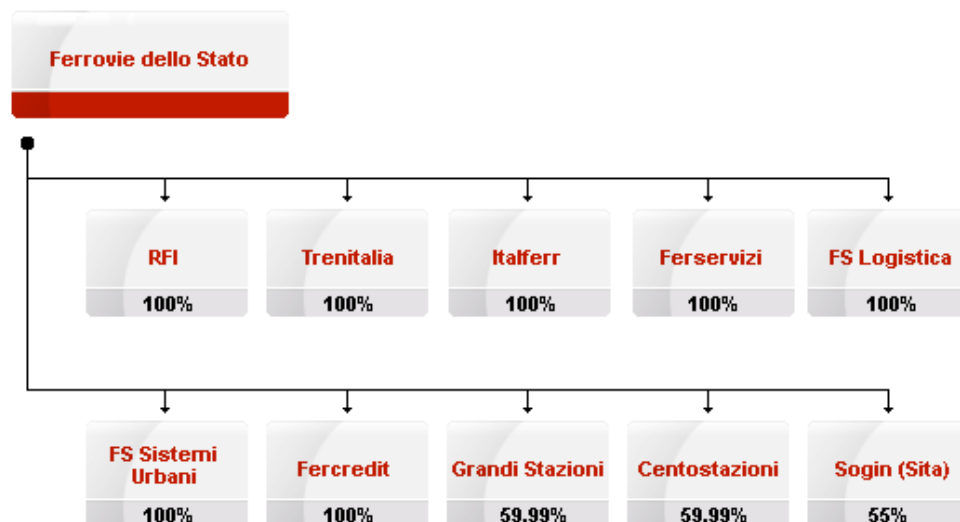 Ferrovie dello Stato
RFI
Trenitalia
Italferr
Ferservizi
FS Logistica
100%
100%
100%
100%
100%
FS Sistemi
Urbani
Fercredit
Grandi Stazioni
Centostazioni
Sogin (Sita)
100%
100%
59,99%
59,99%
55%